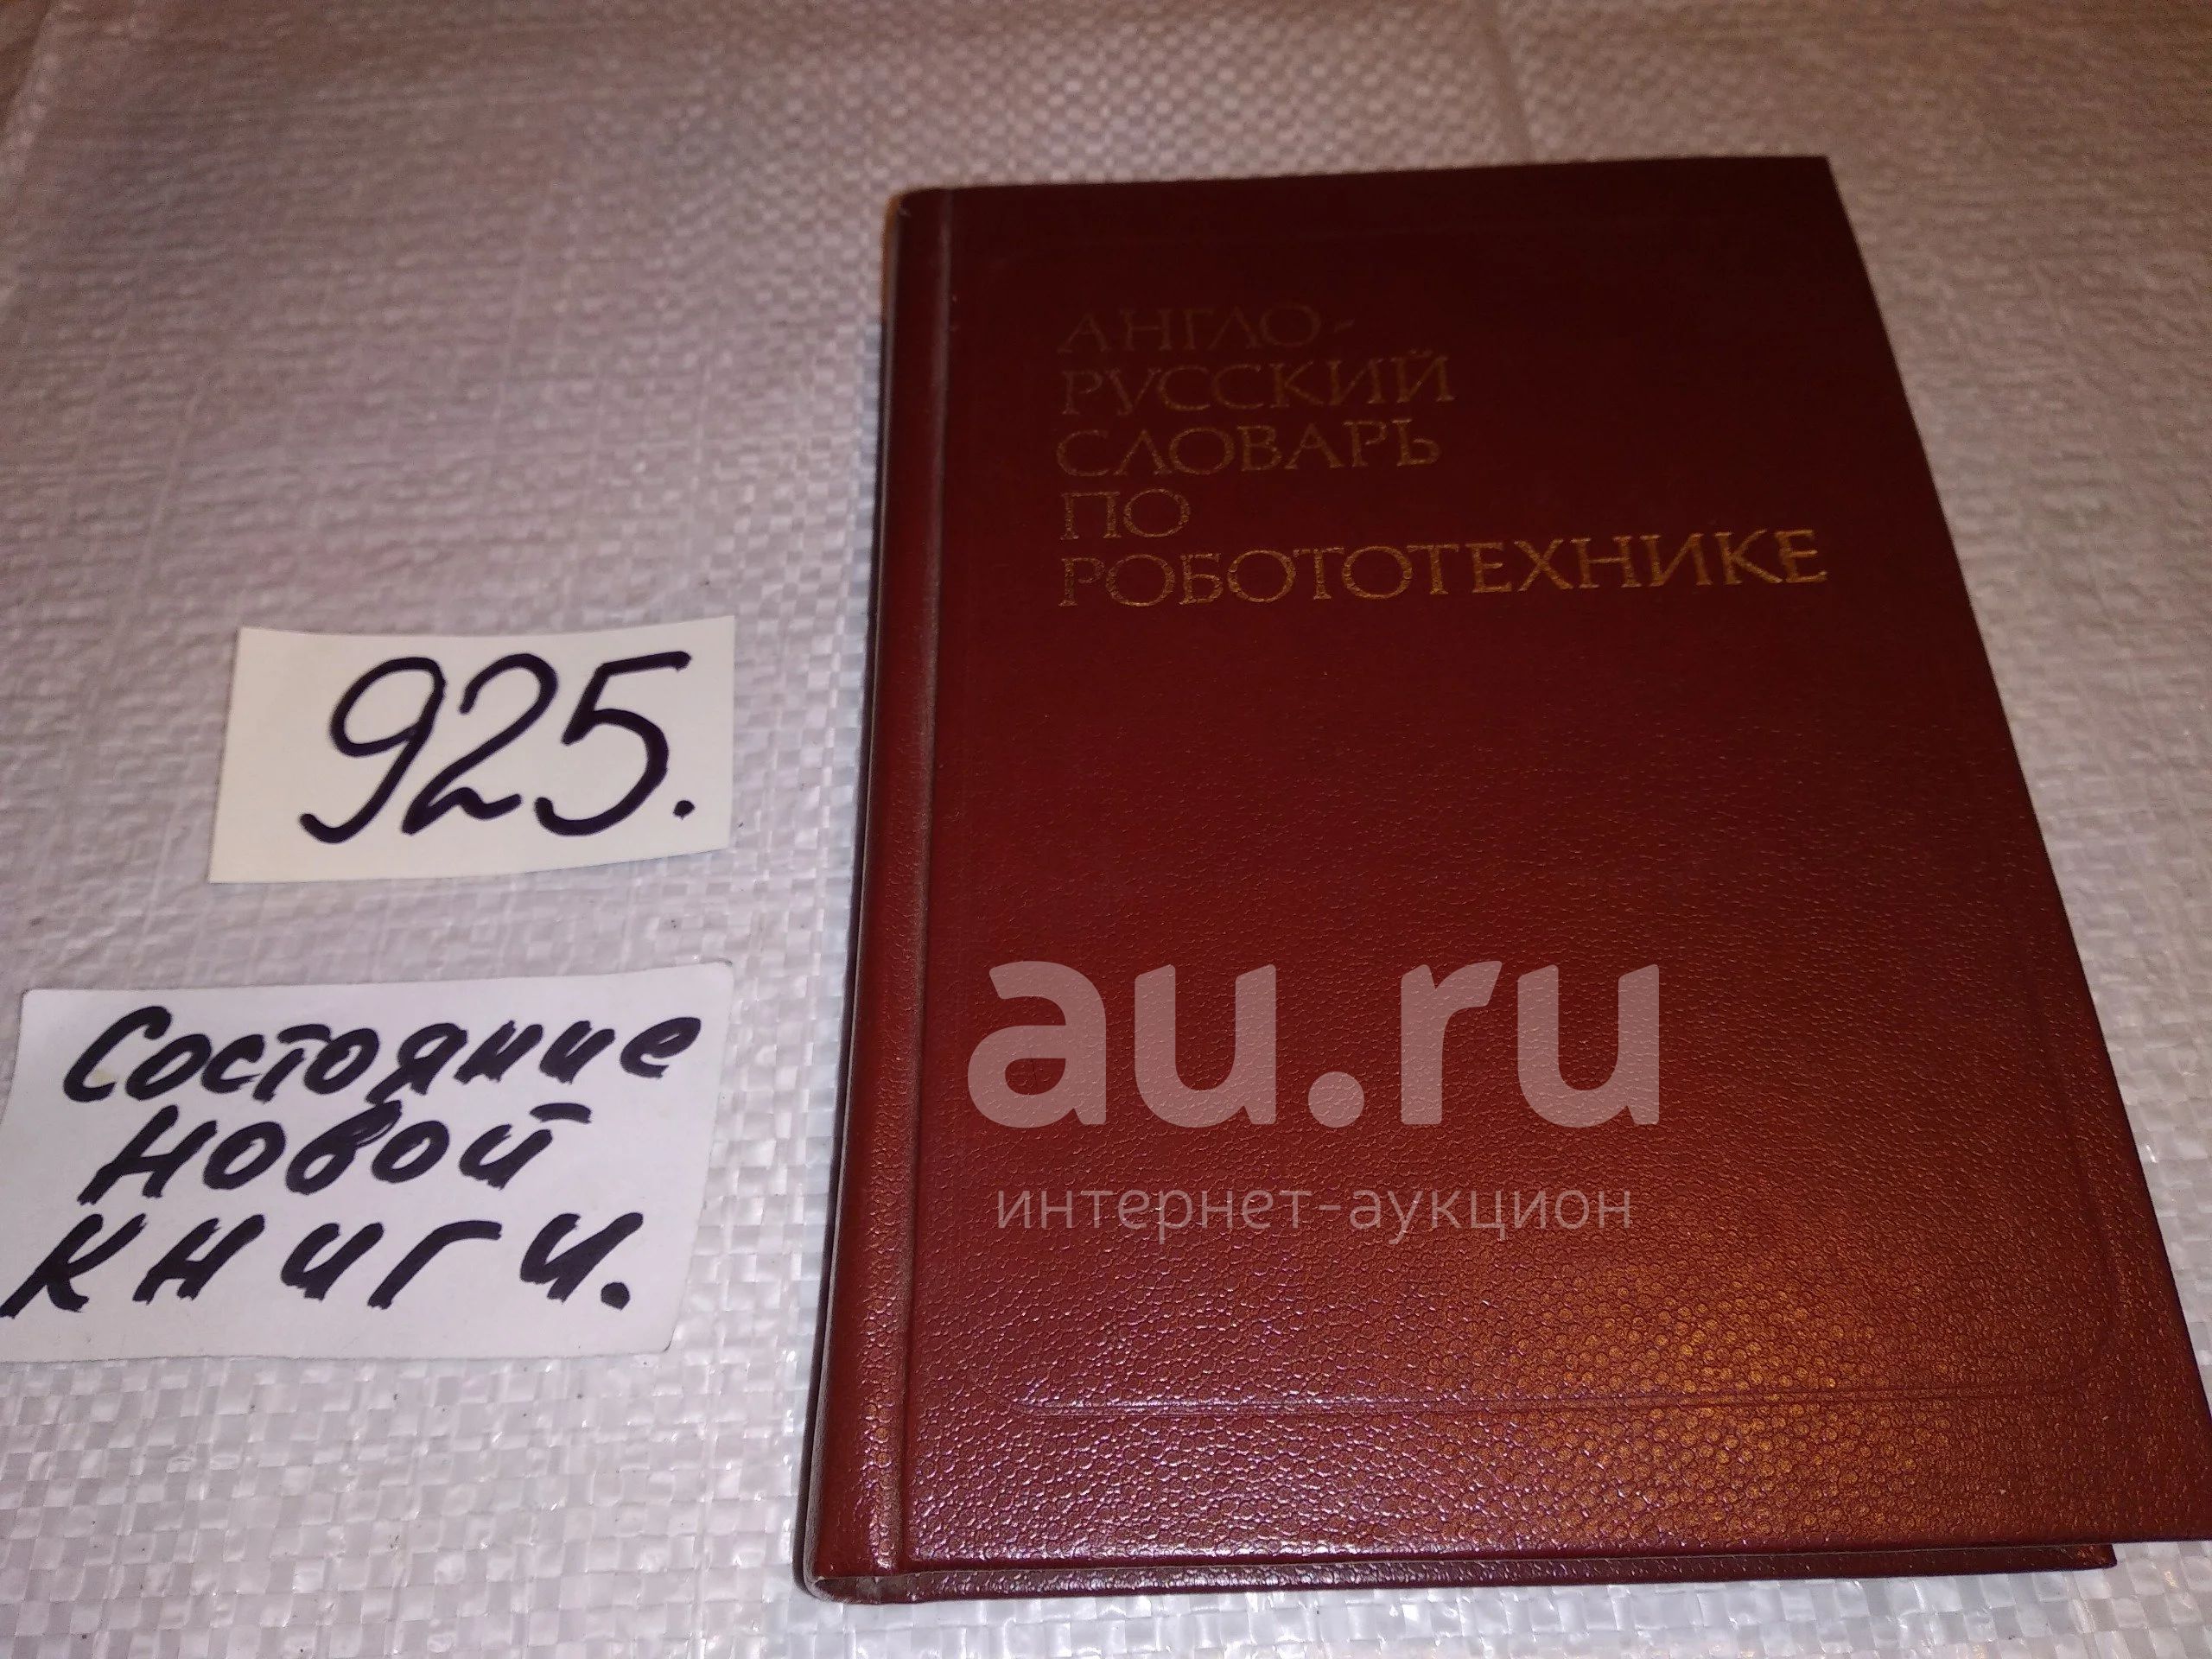 АНГЛО-
РУССКИЙ
СЛОВАРЬ
ПО
РОБОТОТЕХНИКЕ
925.
Состояние
новой
книги.
au.ru
интернет-аукцион